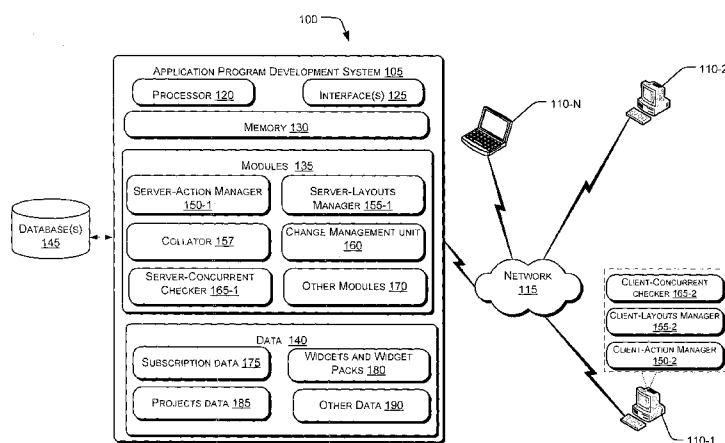 100
APPLICATION PROGRAM DEVELOPMENT SYSTEM 105
PROCESSOR 120
INTERFACE(S) 125
MEMORY 130
MODULES 135
SERVER-ACTION MANAGER
150-1
SERVER-LAYOUTS
MANAGER 155-1
COLLATOR 157
CHANGE MANAGEMENT UNIT
160
SERVER-CONCURRENT
CHECKER 165-1
OTHER MODULES 170
DATA 140
SUBSCRIPTION DATA 175
WIDGETS AND WIDGET
PACKS 180
PROJECTS DATA 185
OTHER DATA 190
DATABASE(S)
145
110-N
110-2
NETWORK
115
CLIENT-CONCURRENT
CHECKER 165-2
CLIENT-LAYOUTS MANAGER
155-2
CLIENT-ACTION MANAGER
150-2
110-1